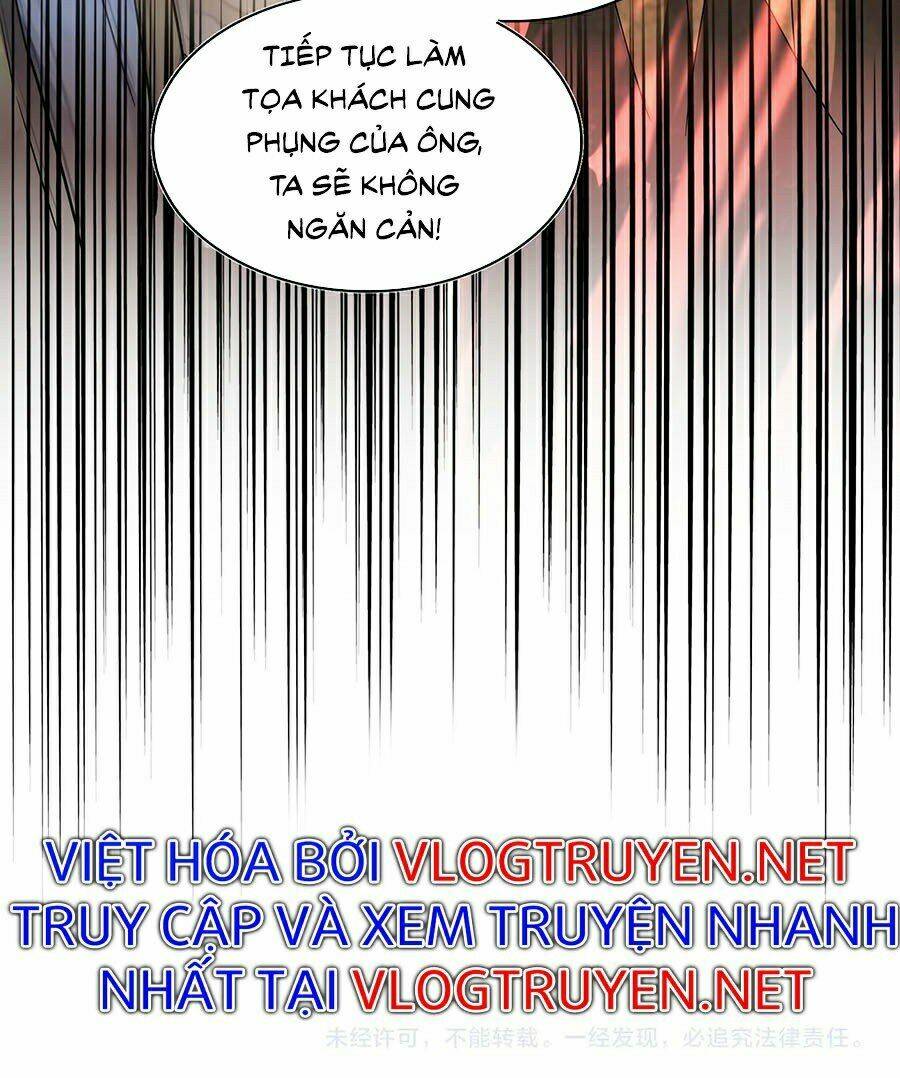 TIẾP TỤC LÀM
TỌA KHÁCH CUNG
PHỤNG CỦA ÔNG,
TA SẼ KHÔNG
NGĂN CẢN!
VIỆT HÓA BỞI VLOGTRUYEN.NET
TRUY CẬP VÀ XEM TRUYỆN NHANH
NHẤT TẠI VLOGTRUYEN.NET
未经许可，不能转载。一经发现，必追究法律责任。